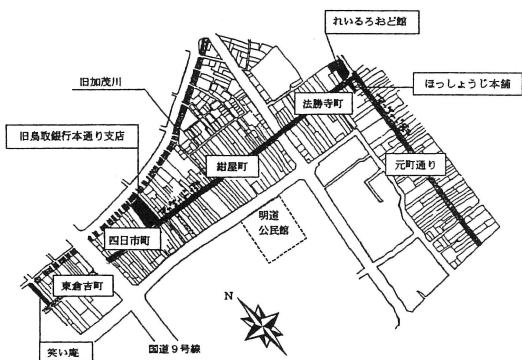 れいるろおど館
旧加茂川
ほっしょうじ本舗
法勝寺町
旧鳥取銀行本通り支店
紺屋町
元町通り
明道
公民館
四日市町
東倉吉町
N
笑い庵
国道9号線